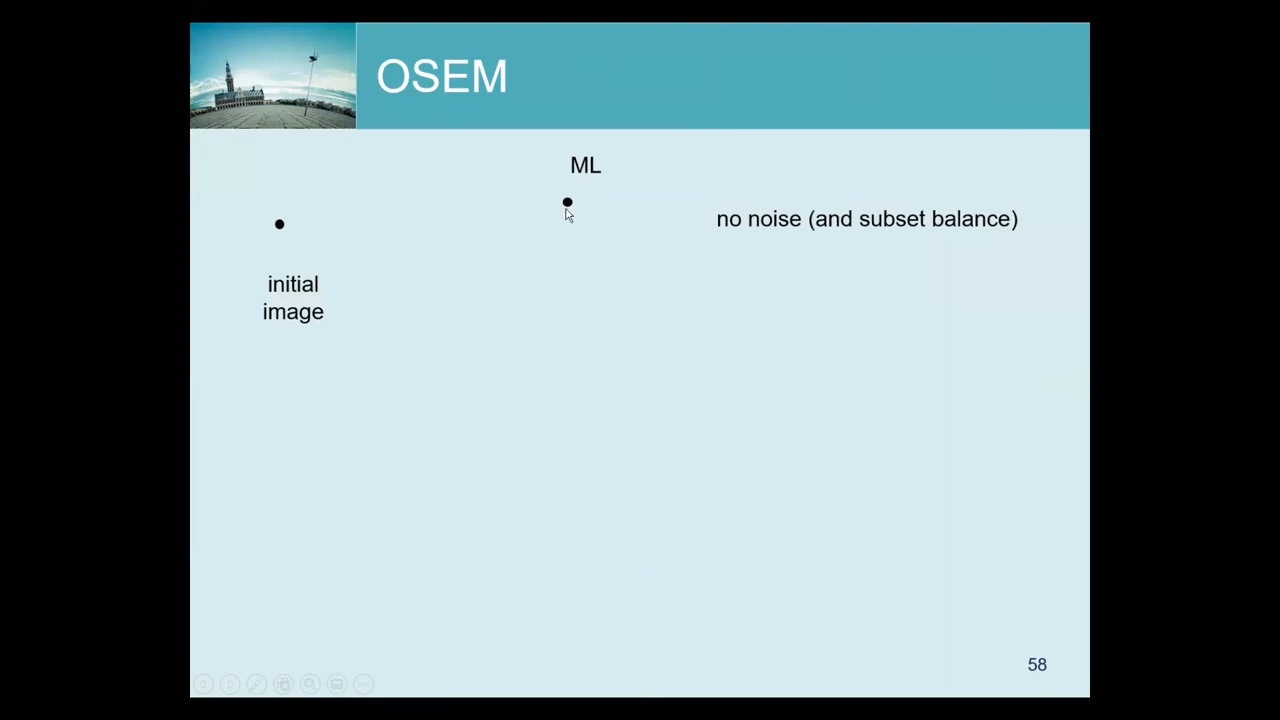 OSEM
ML
no noise (and subset balance)
initial
image
58